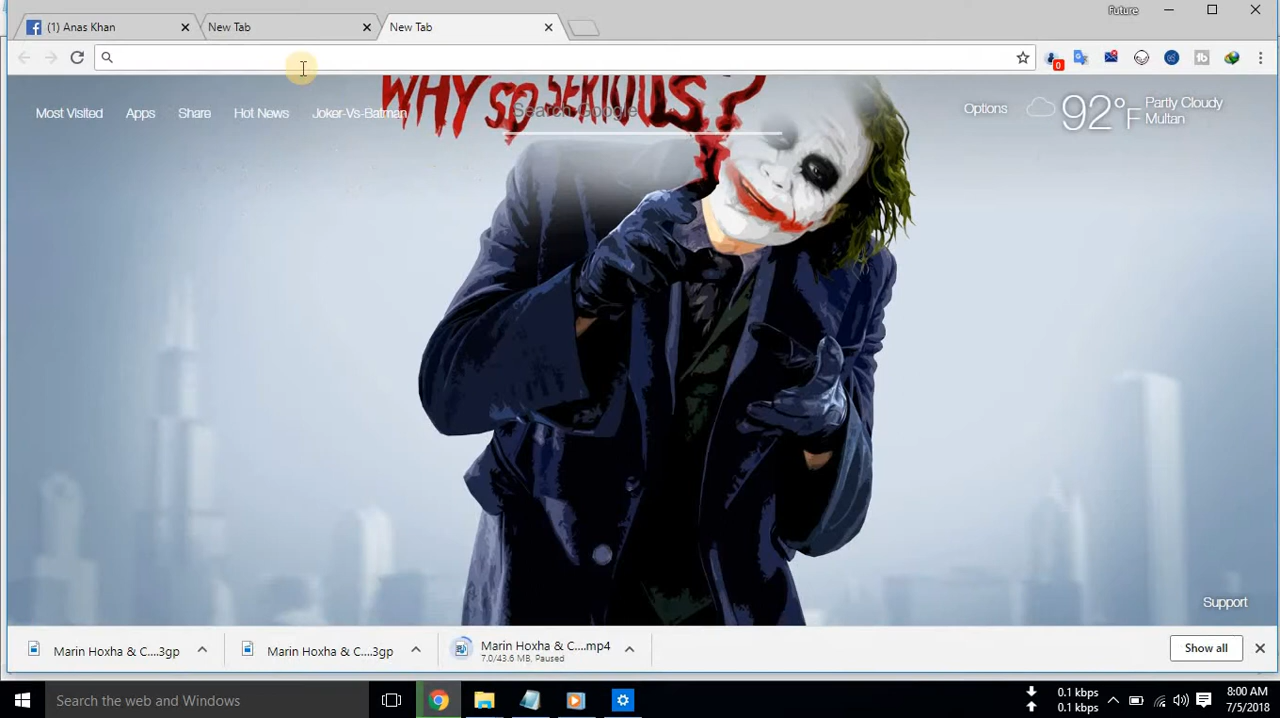 Future
(1) Anas Khan
New Tab
New Tab
0
Most Visited
Apps
Share
Hot News
Joker-Vs-Batman
WHY SO SERIOUS?
Search Google
Options
92°F
Partly Cloudy
Multan
Support
Marin Hoxha & C....3gp
Marin Hoxha & C....3gp
Marin Hoxha & C....mp4
7.0/43.6 MB, Paused
Show all
Search the web and Windows
0.1 kbps
0.1 kbps
8:00 AM
7/5/2018